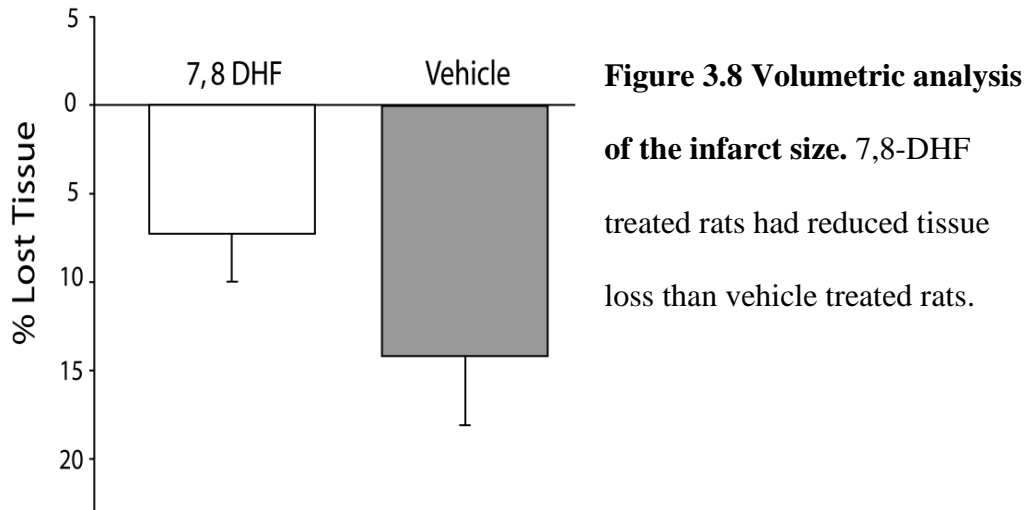 5
7,8 DHF Vehicle
0
5
10
15
20
% Lost Tissue
Figure 3.8 Volumetric analysis
of the infarct size. 7,8-DHF
treated rats had reduced tissue
loss than vehicle treated rats.